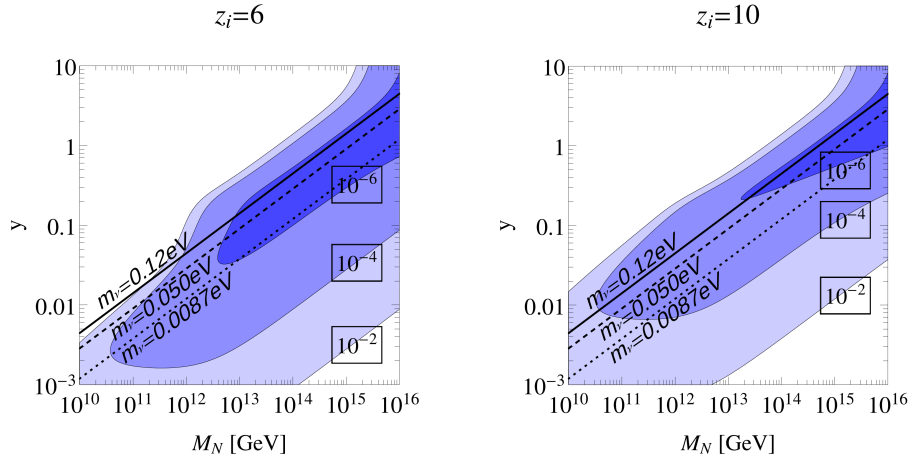 z_i=6
10
1
0.1
0.01
10^{-3}
y
m_ν=0.12eV
m_ν=0.050eV
m_ν=0.0087eV
10^{-6}
10^{-4}
10^{-2}
10^{10} 10^{11} 10^{12} 10^{13} 10^{14} 10^{15} 10^{16}
M_N [GeV]
z_i=10
10
1
0.1
0.01
10^{-3}
y
m_ν=0.12eV
m_ν=0.050eV
m_ν=0.0087eV
10^{-6}
10^{-4}
10^{-2}
10^{10} 10^{11} 10^{12} 10^{13} 10^{14} 10^{15} 10^{16}
M_N [GeV]